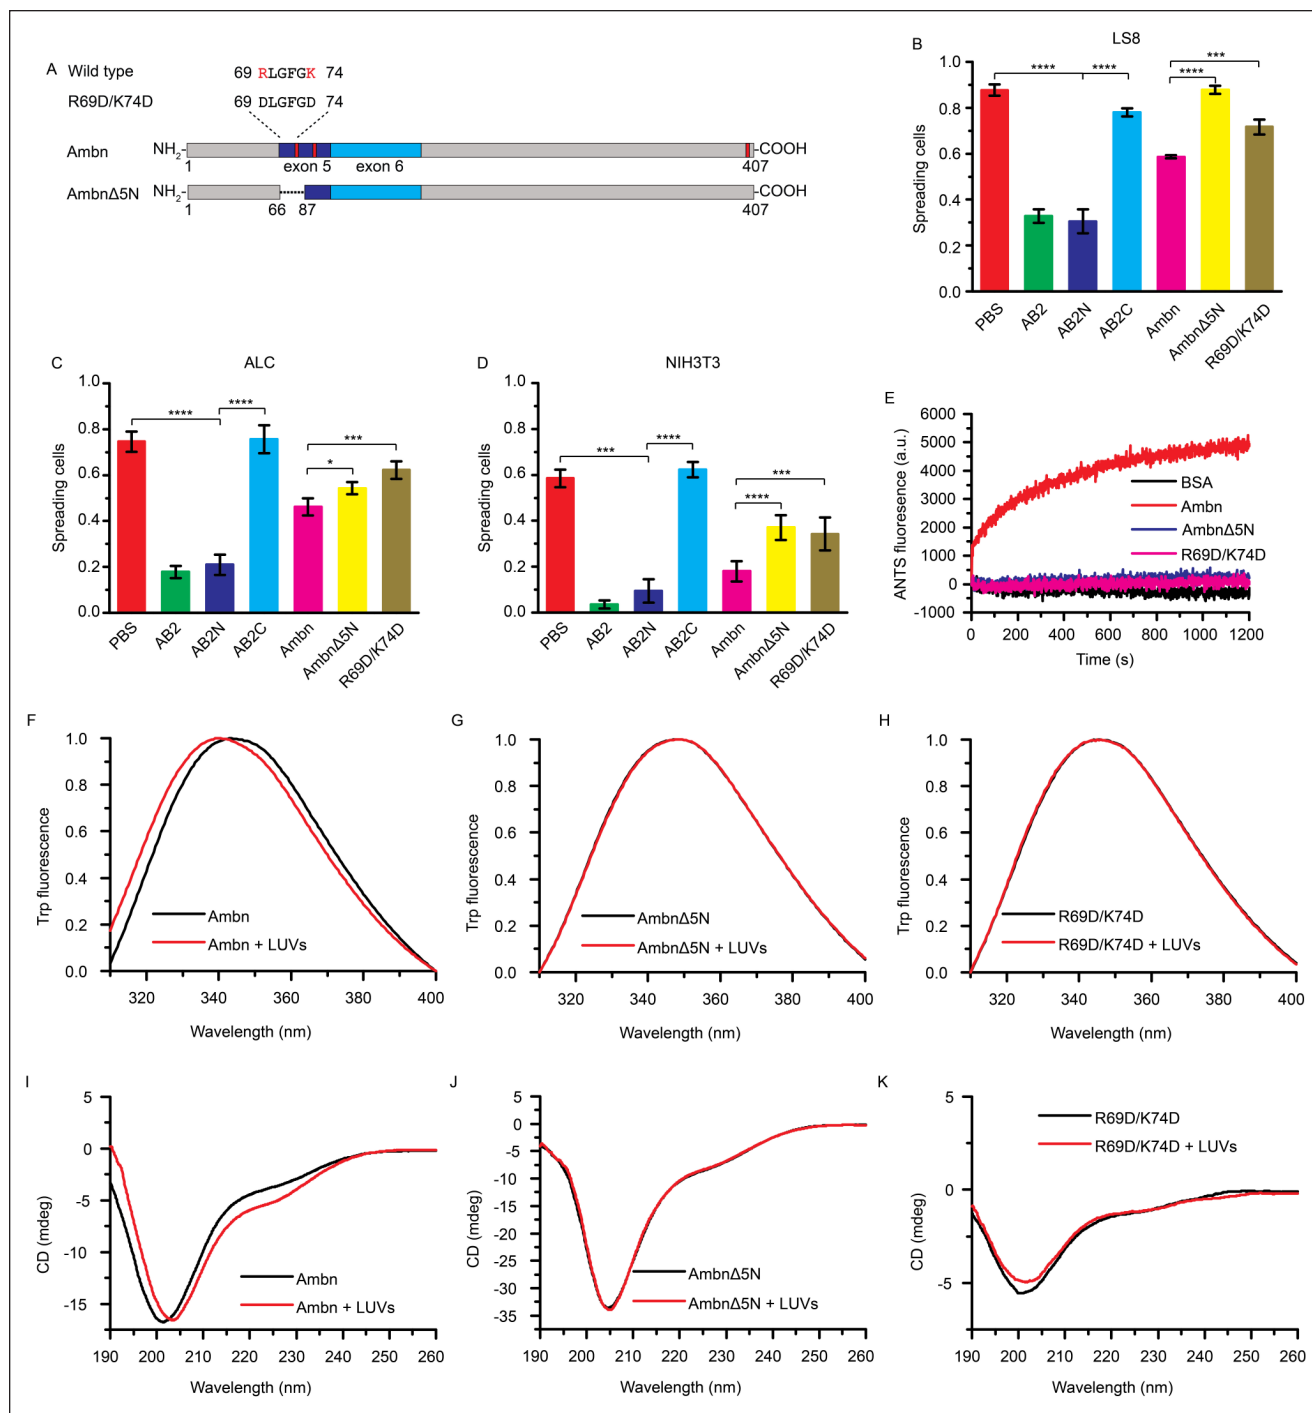 A
Wild type 69 RLGFGK 74
R69D/K74D 69 DLGFGD 74
Ambn NH2- -COOH
1 exon 5 exon 6 407
AmbnΔ5N NH2- -COOH
1 66 87 407
B LS8
Spreading cells
1.0
0.8
0.6
0.4
0.2
0.0
**** **** **** ***
PBS AB2 AB2N AB2C Ambn AmbnΔ5N R69D/K74D
C ALC
Spreading cells
1.0
0.8
0.6
0.4
0.2
0.0
**** **** * ***
PBS AB2 AB2N AB2C Ambn AmbnΔ5N R69D/K74D
D NIH3T3
Spreading cells
1.0
0.8
0.6
0.4
0.2
0.0
*** **** **** ***
PBS AB2 AB2N AB2C Ambn AmbnΔ5N R69D/K74D
E
ANTS fluoresence (a.u.)
6000
5000
4000
3000
2000
1000
0
-1000
BSA
Ambn
AmbnΔ5N
R69D/K74D
0 200 400 600 800 1000 1200
Time (s)
F
Trp fluorescence
1.0
0.8
0.6
0.4
0.2
0.0
Ambn
Ambn + LUVs
320 340 360 380 400
Wavelength (nm)
G
Trp fluorescence
1.0
0.8
0.6
0.4
0.2
0.0
AmbnΔ5N
AmbnΔ5N + LUVs
320 340 360 380 400
Wavelength (nm)
H
Trp fluorescence
1.0
0.8
0.6
0.4
0.2
0.0
R69D/K74D
R69D/K74D + LUVs
320 340 360 380 400
Wavelength (nm)
I
CD (mdeg)
5
0
-5
-10
-15
Ambn
Ambn + LUVs
190 200 210 220 230 240 250 260
Wavelength (nm)
J
CD (mdeg)
5
0
-5
-10
-15
-20
-25
-30
-35
AmbnΔ5N
AmbnΔ5N + LUVs
190 200 210 220 230 240 250 260
Wavelength (nm)
K
CD (mdeg)
5
0
-5
R69D/K74D
R69D/K74D + LUVs
190 200 210 220 230 240 250 260
Wavelength (nm)